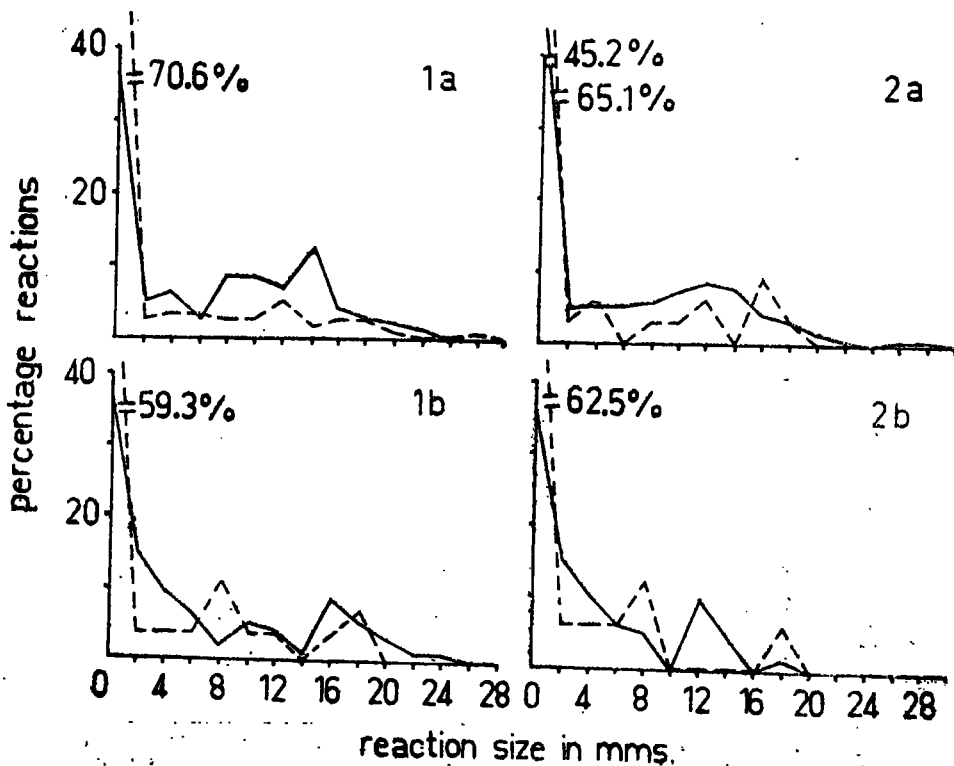 percentage reactions
40
20
70.6%
1a
45.2%
65.1%
2a
40
20
59.3%
1b
62.5%
2b
0 4 8 12 16 20 24 28
0 4 8 12 16 20 24 28
reaction size in mms.